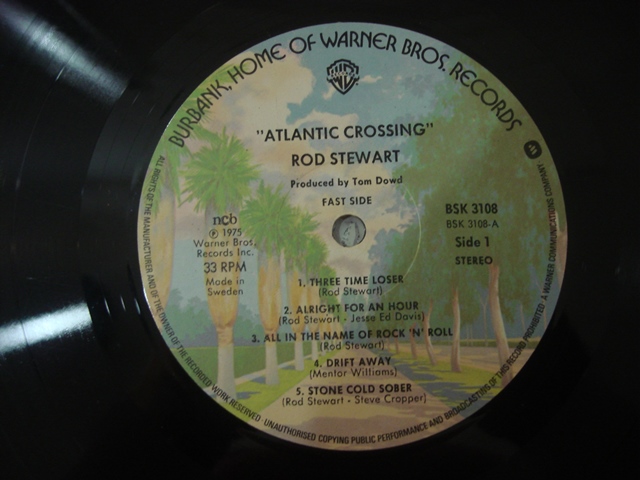 BURBANK, HOME OF WARNER BROS. RECORDS
W
"ATLANTIC CROSSING"
ROD STEWART
Produced by Tom Dowd
FAST SIDE
ncb
℗ 1975
Warner Bros.
Records Inc.
33 RPM
Made in
Sweden
BSK 3108
BSK 3108-A
Side 1
STEREO
1. THREE TIME LOSER
(Rod Stewart)
2. ALRIGHT FOR AN HOUR
(Rod Stewart - Jesse Ed Davis)
3. ALL IN THE NAME OF ROCK 'N' ROLL
(Rod Stewart)
4. DRIFT AWAY
(Mentor Williams)
5. STONE COLD SOBER
(Rod Stewart - Steve Cropper)
ALL RIGHTS OF THE MANUFACTURER AND OF THE OWNER OF THE RECORDED WORK RESERVED · UNAUTHORISED COPYING PUBLIC PERFORMANCE AND BROADCASTING OF THIS RECORD PROHIBITED · A WARNER COMMUNICATIONS COMPANY.